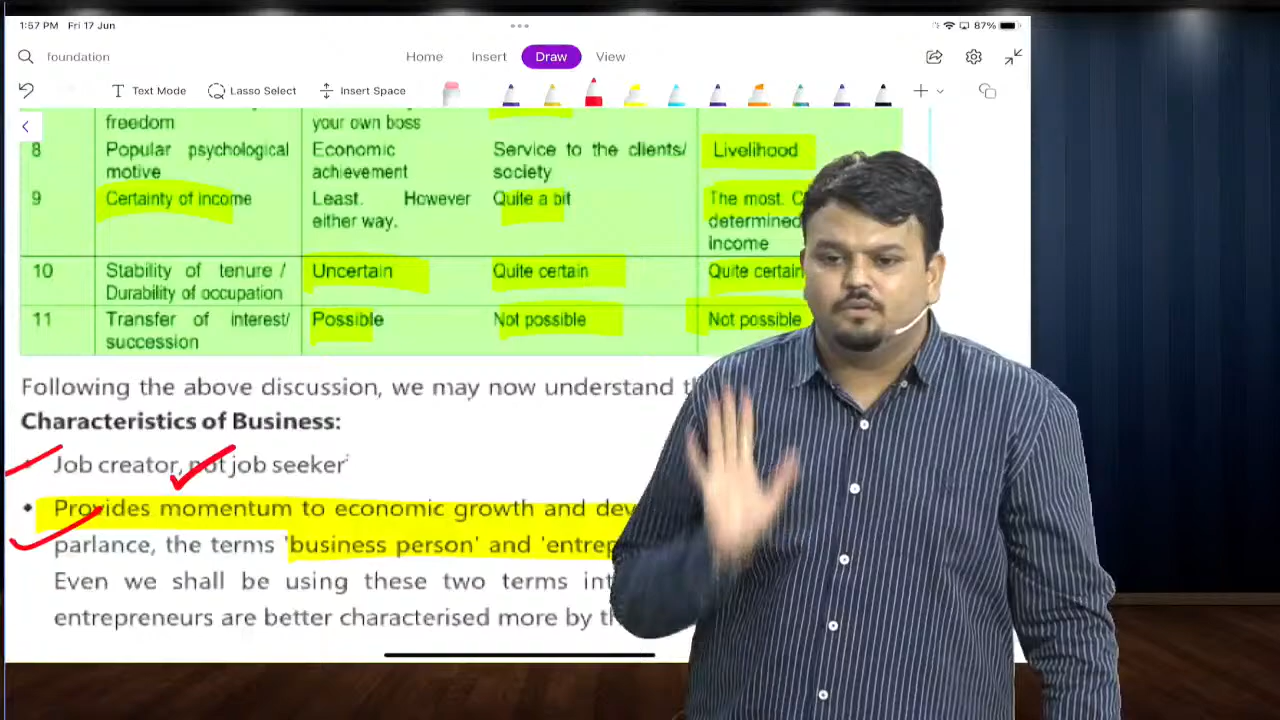 1:57 PM Fri 17 Jun
87%
foundation
Home Insert Draw View
Text Mode Lasso Select Insert Space
freedom your own boss
8 Popular psychological motive Economic achievement Service to the clients/ society Livelihood
9 Certainty of income Least. However either way. Quite a bit The most. determined income
10 Stability of tenure / Durability of occupation Uncertain Quite certain Quite certain
11 Transfer of interest/ succession Possible Not possible Not possible
Following the above discussion, we may now understand
Characteristics of Business:
Job creator, not job seeker
• Provides momentum to economic growth and
parlance, the terms 'business person' and
Even we shall be using these two terms
entrepreneurs are better characterised more by